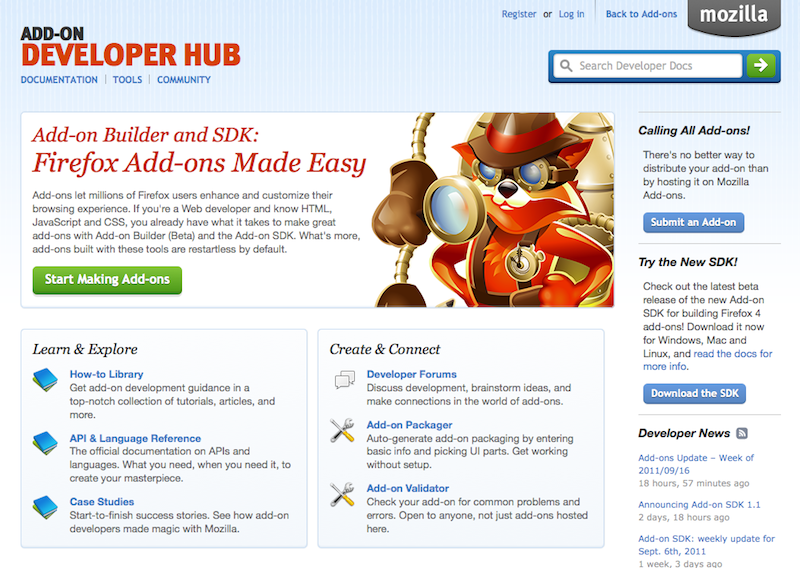 Register or Log in Back to Add-ons mozilla
ADD-ON
DEVELOPER HUB
DOCUMENTATION | TOOLS | COMMUNITY
Search Developer Docs
Add-on Builder and SDK:
Firefox Add-ons Made Easy
Add-ons let millions of Firefox users enhance and customize their
browsing experience. If you're a Web developer and know HTML,
JavaScript and CSS, you already have what it takes to make great
add-ons with Add-on Builder (Beta) and the Add-on SDK. What's more,
add-ons built with these tools are restartless by default.
Start Making Add-ons
Calling All Add-ons!
There's no better way to
distribute your add-on than
by hosting it on Mozilla
Add-ons.
Submit an Add-on
Try the New SDK!
Check out the latest beta
release of the new Add-on
SDK for building Firefox 4
add-ons! Download it now
for Windows, Mac and
Linux, and read the docs for
more info.
Download the SDK
Developer News
Add-ons Update – Week of
2011/09/16
18 hours, 57 minutes ago
Announcing Add-on SDK 1.1
2 days, 18 hours ago
Add-on SDK: weekly update for
Sept. 6th, 2011
1 week, 3 days ago
Learn & Explore
How-to Library
Get add-on development guidance in a
top-notch collection of tutorials, articles, and
more.
API & Language Reference
The official documentation on APIs and
languages. What you need, when you need it, to
create your masterpiece.
Case Studies
Start-to-finish success stories. See how add-on
developers made magic with Mozilla.
Create & Connect
Developer Forums
Discuss development, brainstorm ideas, and
make connections in the world of add-ons.
Add-on Packager
Auto-generate add-on packaging by entering
basic info and picking UI parts. Get working
without setup.
Add-on Validator
Check your add-on for common problems and
errors. Open to anyone, not just add-ons hosted
here.